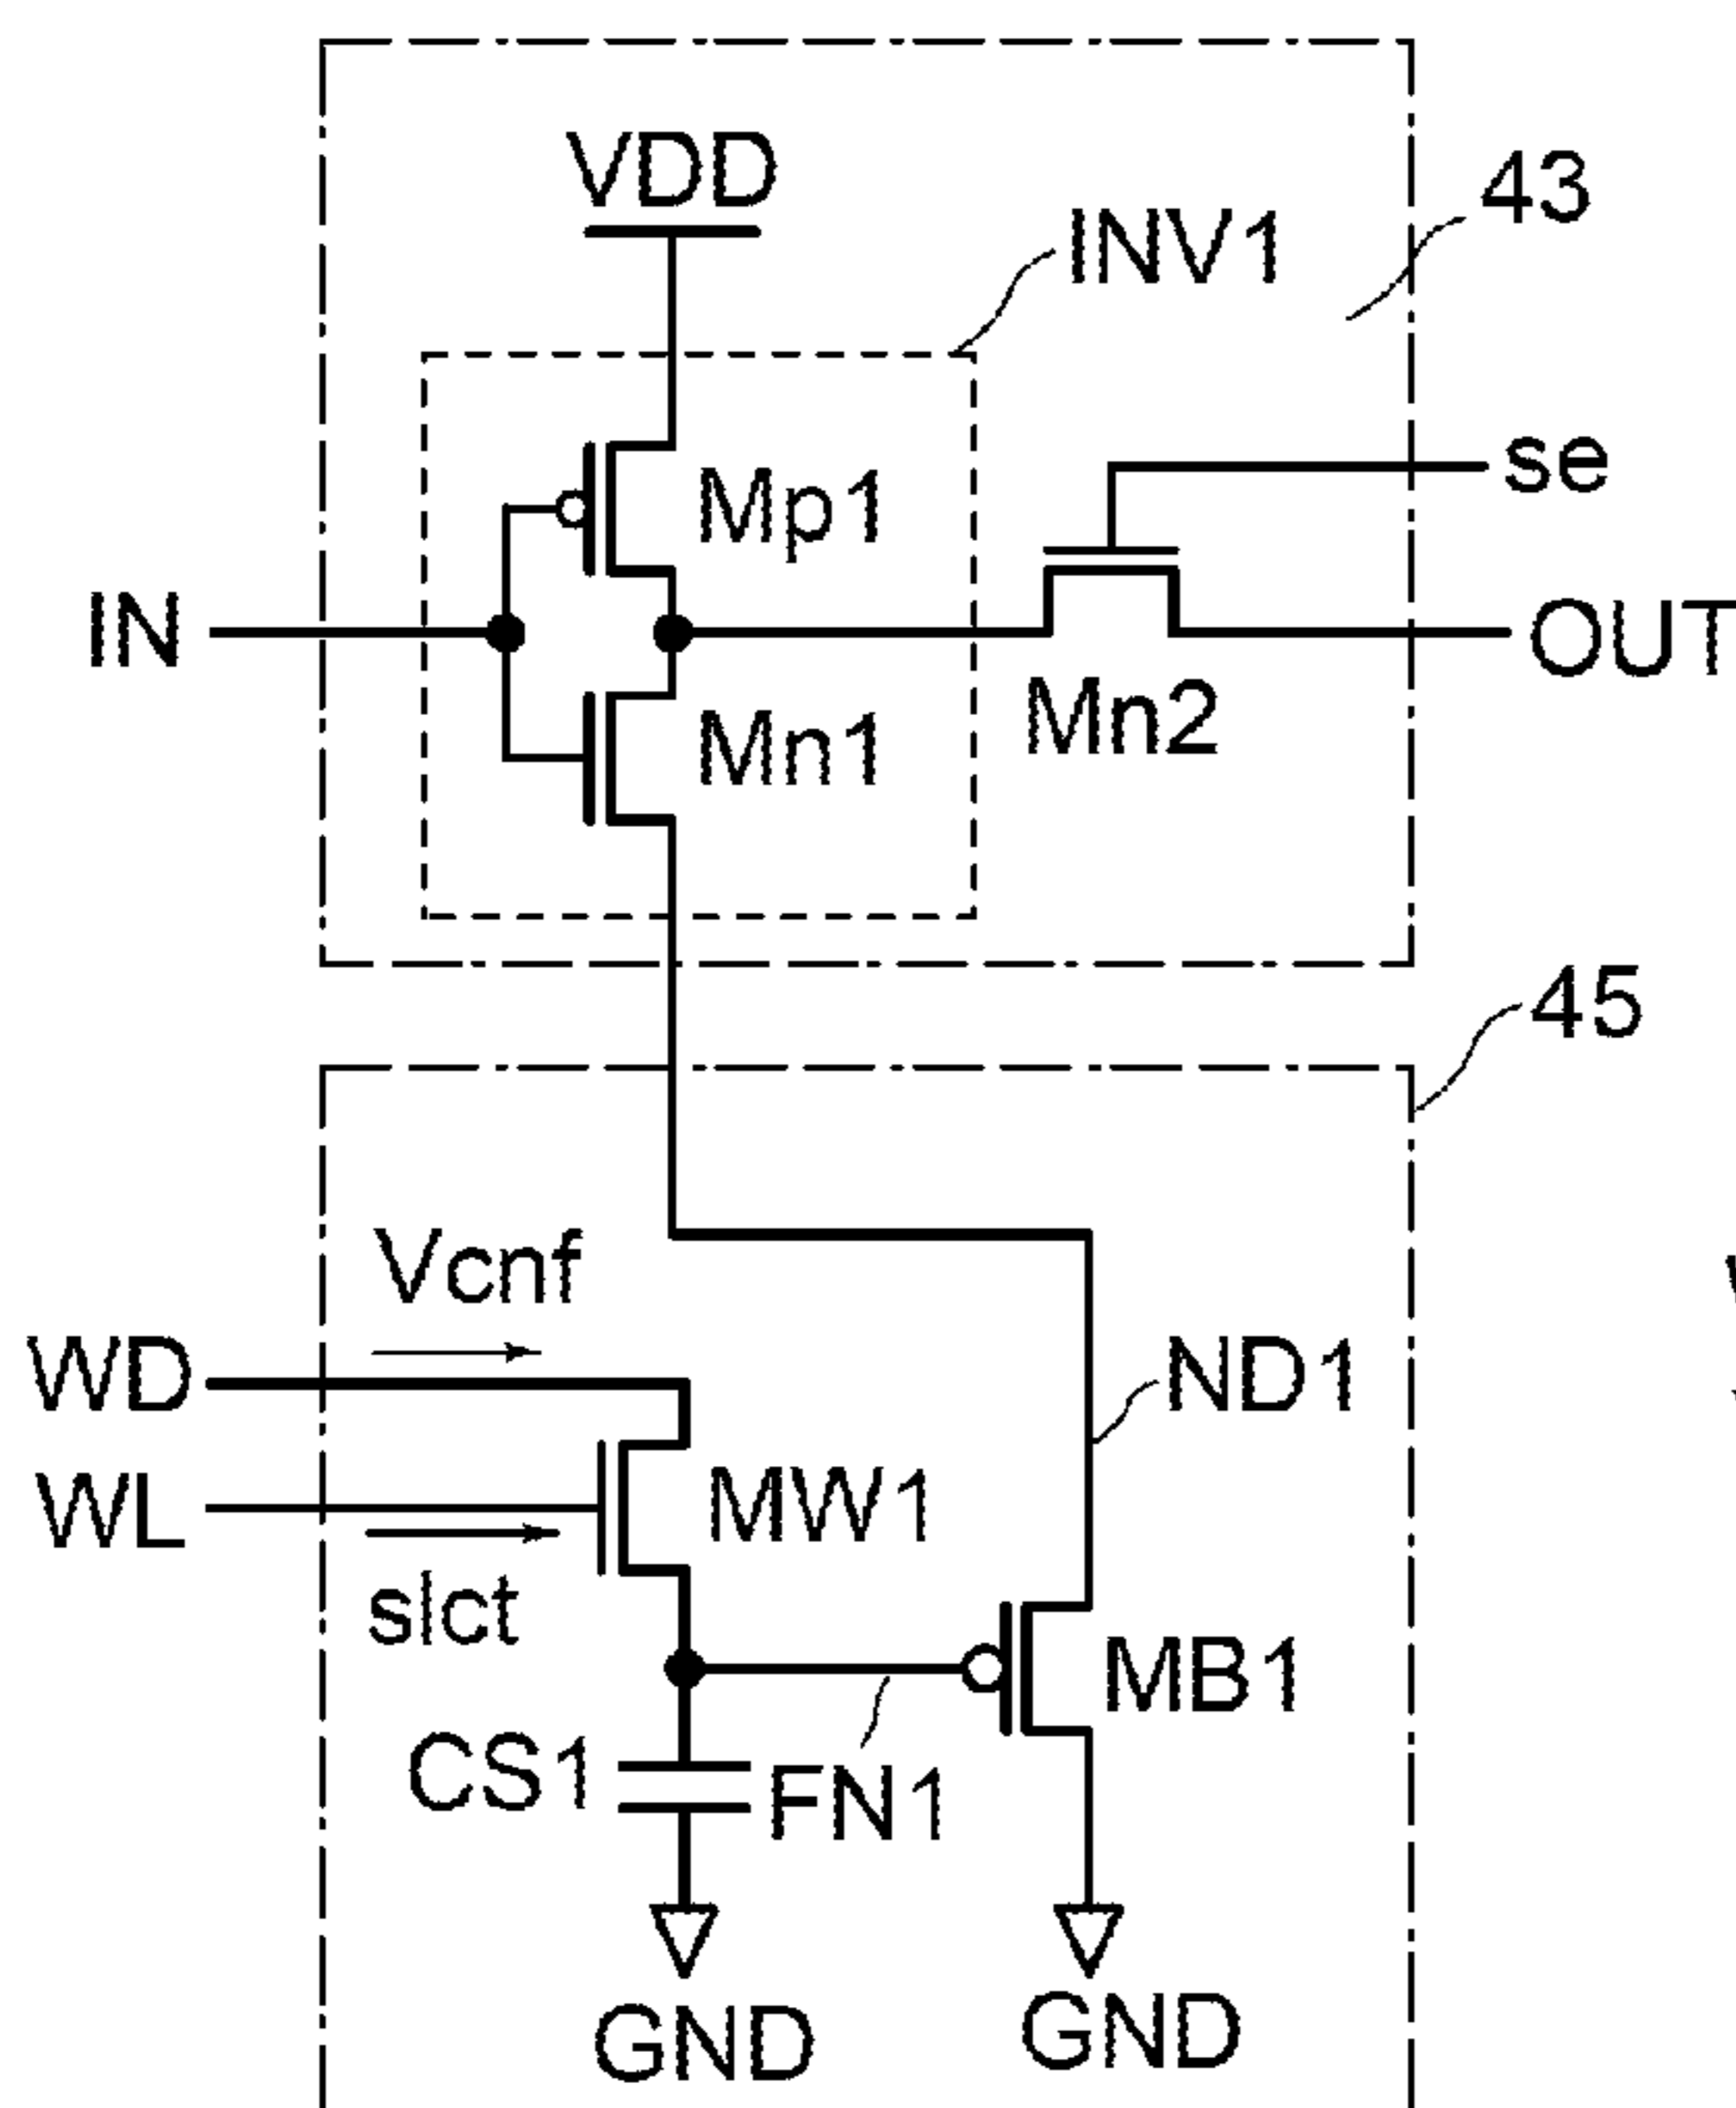 VDD
43
INV1
se
Mp1
IN
OUT
Mn2
Mn1
45
Vcnf
WD
ND1
WL
MW1
slct
MB1
CS1
FN1
GND
GND